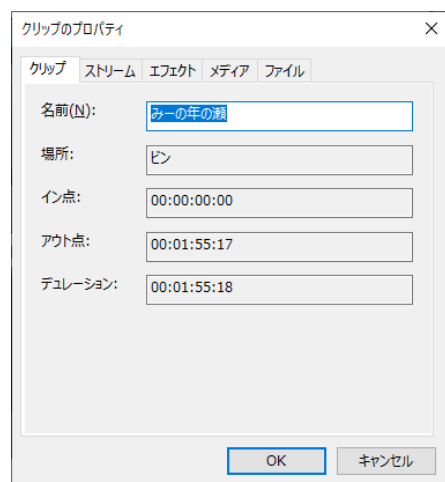 クリップのプロパティ
クリップ ストリーム エフェクト メディア ファイル
名前(N): みーの年の瀬
場所: ビン
イン点: 00:00:00:00
アウト点: 00:01:55:17
デュレーション: 00:01:55:18
OK キャンセル